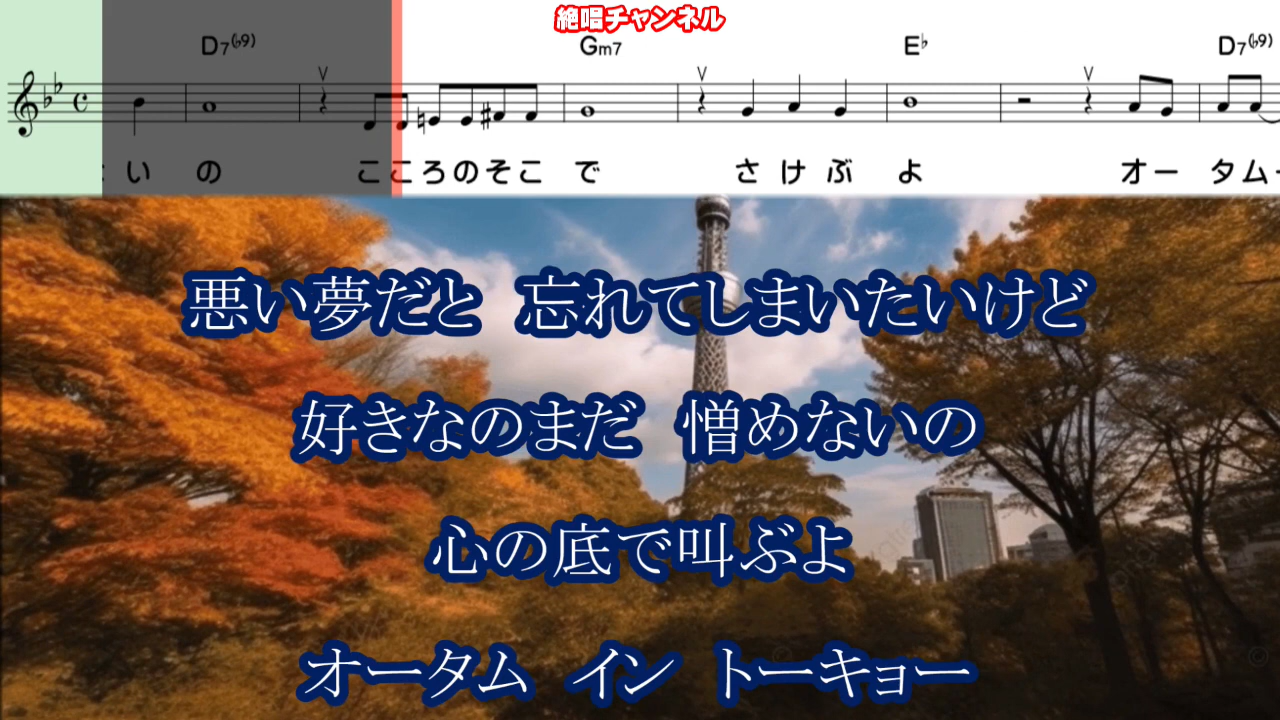 絶唱チャンネル
D7(♭9) Gm7 E♭ D7(♭9)
いの こころのそこ で さけぶ よ オー タム
悪い夢だと 忘れてしまいたいけど
好きなのまだ 憎めないの
心の底で叫ぶよ
オータム イン トーキョー